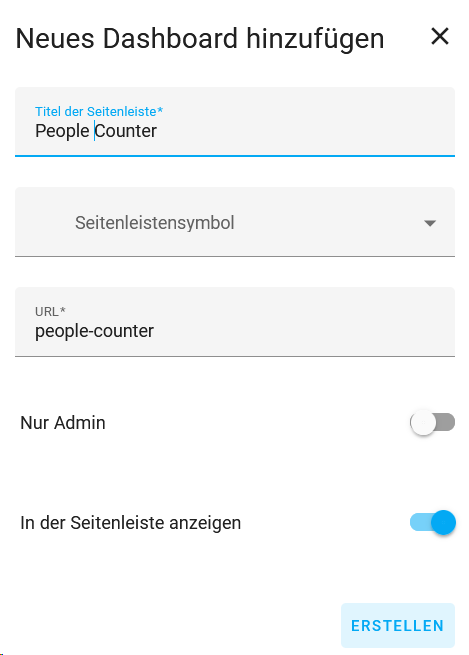 Neues Dashboard hinzufügen
Titel der Seitenleiste*
People Counter
Seitenleistensymbol
URL*
people-counter
Nur Admin
In der Seitenleiste anzeigen
ERSTELLEN